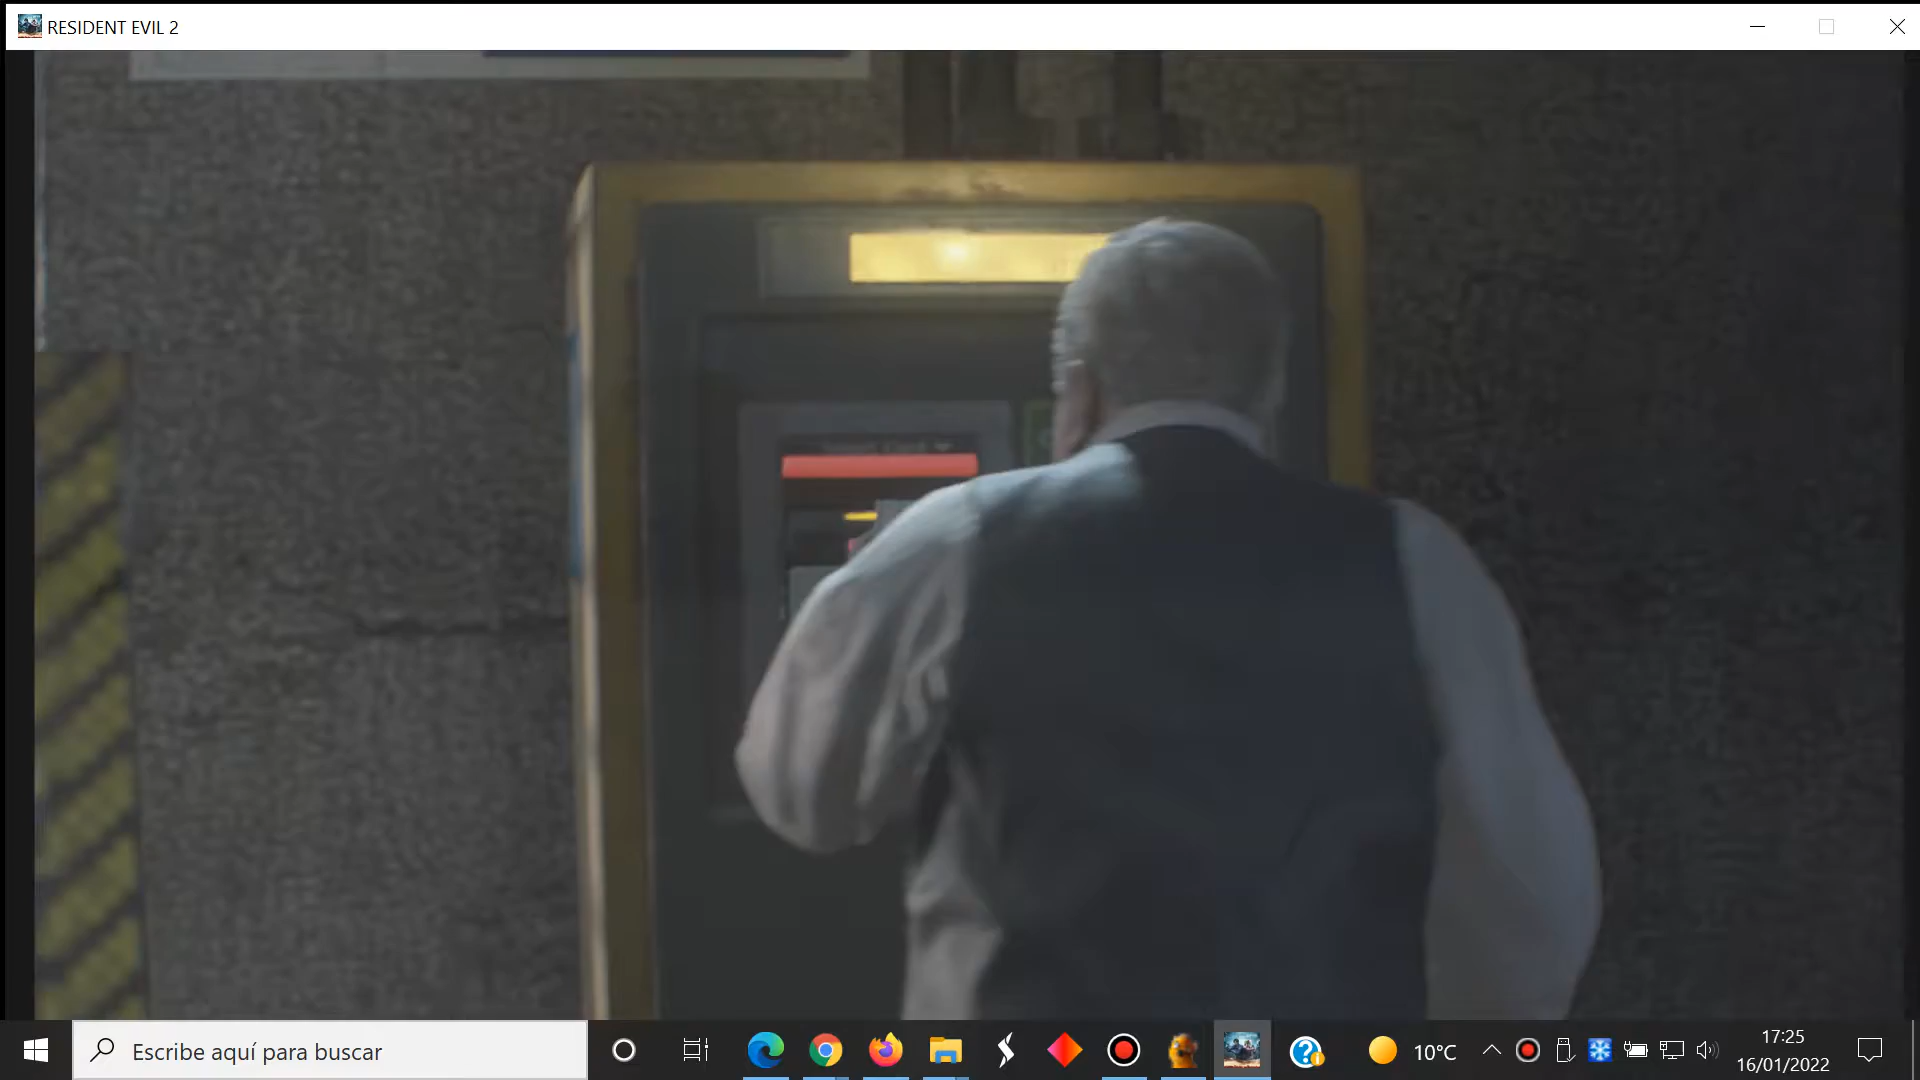 RESIDENT EVIL 2
Escribe aquí para buscar
10°C
17:25
16/01/2022